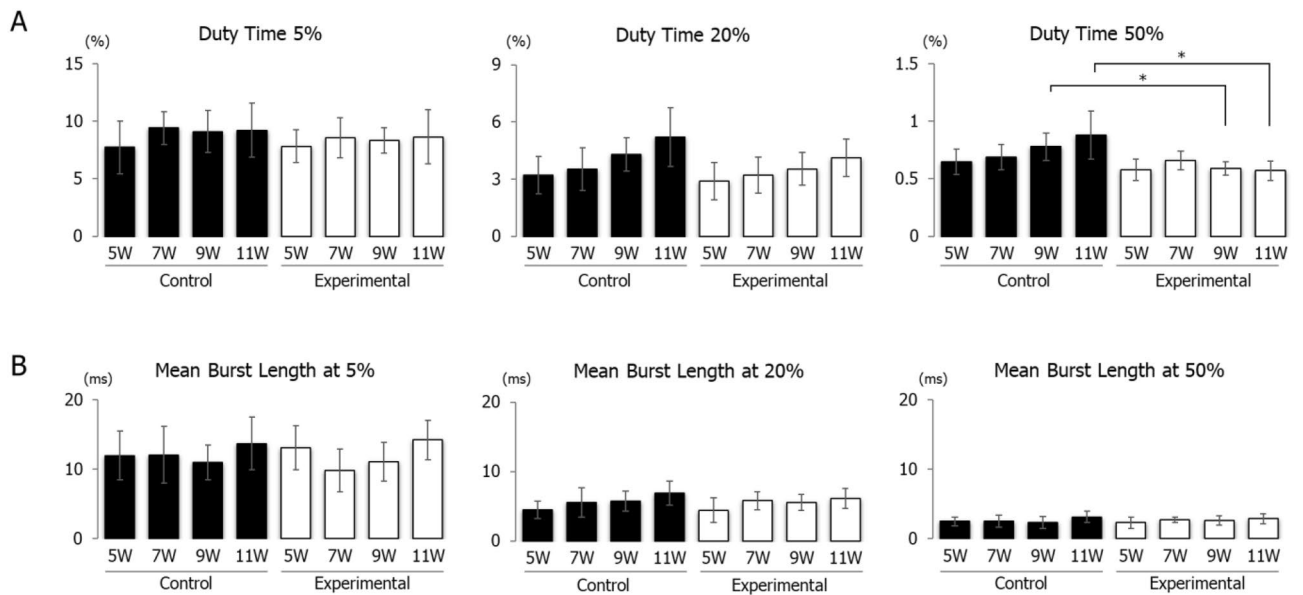 A
Duty Time 5%
(%)
15
10
5
0
5W 7W 9W 11W 5W 7W 9W 11W
Control Experimental
Duty Time 20%
(%)
9
6
3
0
5W 7W 9W 11W 5W 7W 9W 11W
Control Experimental
Duty Time 50%
(%)
1.5
1
0.5
0
*
*
5W 7W 9W 11W 5W 7W 9W 11W
Control Experimental
B
Mean Burst Length at 5%
(ms)
20
10
0
5W 7W 9W 11W 5W 7W 9W 11W
Control Experimental
Mean Burst Length at 20%
(ms)
20
10
0
5W 7W 9W 11W 5W 7W 9W 11W
Control Experimental
Mean Burst Length at 50%
(ms)
20
10
0
5W 7W 9W 11W 5W 7W 9W 11W
Control Experimental